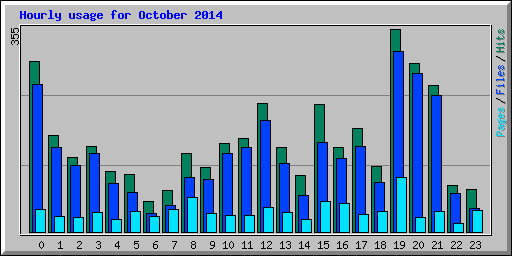 Hourly usage for October 2014
355
Pages/Files/Hits
0 1 2 3 4 5 6 7 8 9 10 11 12 13 14 15 16 17 18 19 20 21 22 23